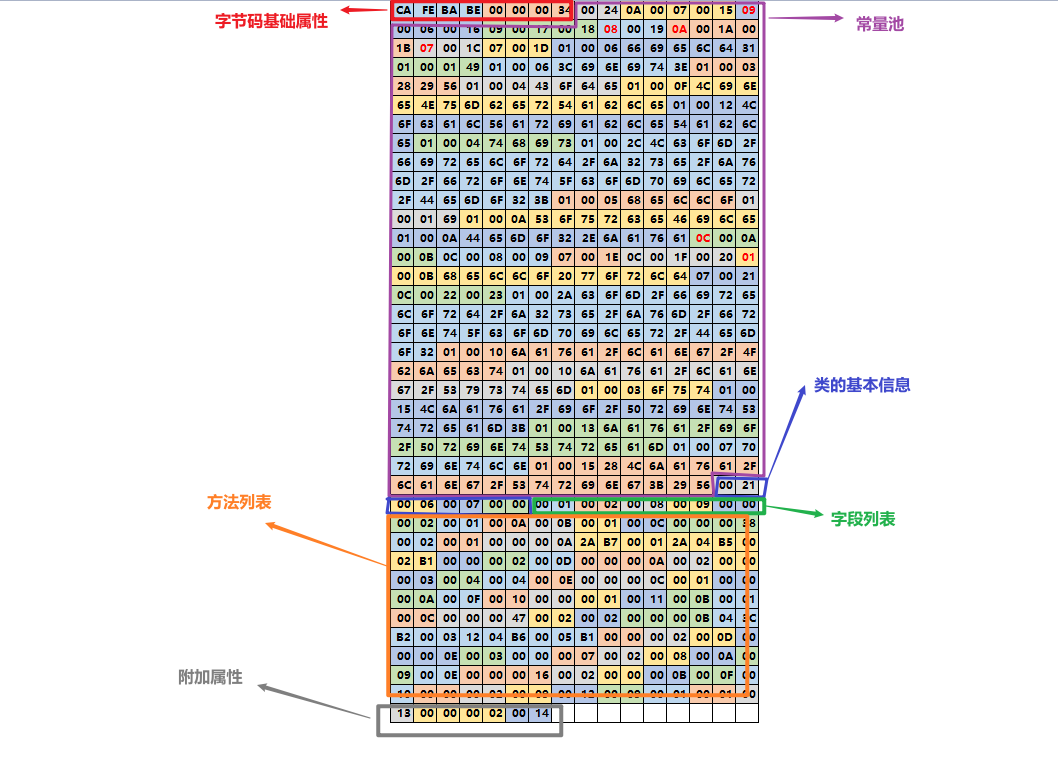 字节码基础属性
CA FE BA BE 00 00 00 34 00 24 0A 00 07 00 15 09
常量池
00 06 00 16 09 00 17 00 18 08 00 19 0A 00 1A 00
1B 07 00 1C 07 00 1D 01 00 06 66 69 65 6C 64 31
01 00 01 49 01 00 06 3C 69 6E 69 74 3E 01 00 03
28 29 56 01 00 04 43 6F 64 65 01 00 0F 4C 69 6E
65 4E 75 6D 62 65 72 54 61 62 6C 65 01 00 12 4C
6F 63 61 6C 56 61 72 69 61 62 6C 65 54 61 62 6C
65 01 00 04 74 68 69 73 01 00 2C 4C 63 6F 6D 2F
66 69 72 65 6C 6F 72 64 2F 6A 32 73 65 2F 6A 76
6D 2F 66 72 6F 6E 74 5F 63 6F 6D 70 69 6C 65 72
2F 44 65 6D 6F 32 3B 01 00 05 68 65 6C 6C 6F 01
00 01 69 01 00 0A 53 6F 75 72 63 65 46 69 6C 65
01 00 0A 44 65 6D 6F 32 2E 6A 61 76 61 0C 00 0A
00 0B 0C 00 08 00 09 07 00 1E 0C 00 1F 00 20 01
00 0B 68 65 6C 6C 6F 20 77 6F 72 6C 64 07 00 21
0C 00 22 00 23 01 00 2A 63 6F 6D 2F 66 69 72 65
6C 6F 72 64 2F 6A 32 73 65 2F 6A 76 6D 2F 66 72
6F 6E 74 5F 63 6F 6D 70 69 6C 65 72 2F 44 65 6D
6F 32 01 00 10 6A 61 76 61 2F 6C 61 6E 67 2F 4F
62 6A 65 63 74 01 00 10 6A 61 76 61 2F 6C 61 6E
67 2F 53 79 73 74 65 6D 01 00 03 6F 75 74 01 00
类的基本信息
15 4C 6A 61 76 61 2F 69 6F 2F 50 72 69 6E 74 53
74 72 65 61 6D 3B 01 00 13 6A 61 76 61 2F 69 6F
2F 50 72 69 6E 74 53 74 72 65 61 6D 01 00 07 70
72 69 6E 74 6C 6E 01 00 15 28 4C 6A 61 76 61 2F
6C 61 6E 67 2F 53 74 72 69 6E 67 3B 29 56 00 21
方法列表
00 06 00 07 00 00 00 01 00 02 00 08 00 09 00 00
字段列表
00 02 00 01 00 0A 00 0B 00 01 00 0C 00 00 00 38
00 02 00 01 00 00 00 0A 2A B7 00 01 2A 04 B5 00
02 B1 00 00 00 02 00 0D 00 00 00 0A 00 02 00 00
00 03 00 04 00 04 00 0E 00 00 00 0C 00 01 00 00
00 0A 00 0F 00 10 00 00 00 01 00 11 00 0B 00 01
00 0C 00 00 00 47 00 02 00 02 00 00 00 0B 04 3C
B2 00 03 12 04 B6 00 05 B1 00 00 00 02 00 0D 00
00 00 0E 00 03 00 00 00 07 00 02 00 08 00 0A 00
09 00 0E 00 00 00 16 00 02 00 00 00 0B 00 0F 00
附加属性
13 00 00 00 02 00 14